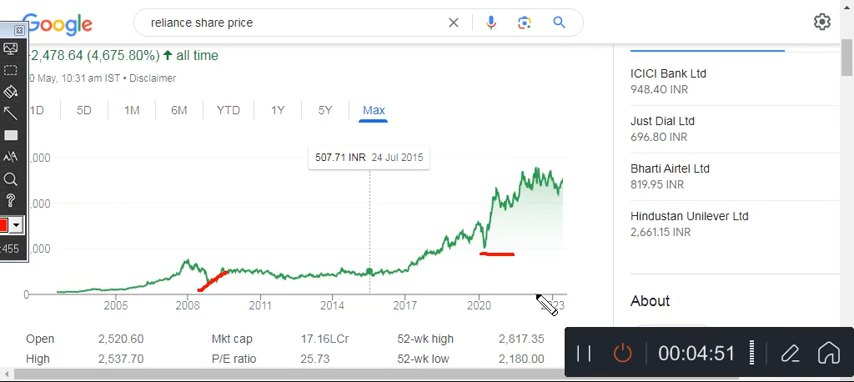 Google
reliance share price
2,478.64 (4,675.80%) ↑ all time
0 May, 10:31 am IST • Disclaimer
1D 5D 1M 6M YTD 1Y 5Y Max
507.71 INR 24 Jul 2015
,000
,000
,000
0
2005 2008 2011 2014 2017 2020 2023
Open 2,520.60 Mkt cap 17.16LCr 52-wk high 2,817.35
High 2,537.70 P/E ratio 25.73 52-wk low 2,180.00
ICICI Bank Ltd
948.40 INR
Just Dial Ltd
696.80 INR
Bharti Airtel Ltd
819.95 INR
Hindustan Unilever Ltd
2,661.15 INR
About
:455
00:04:51